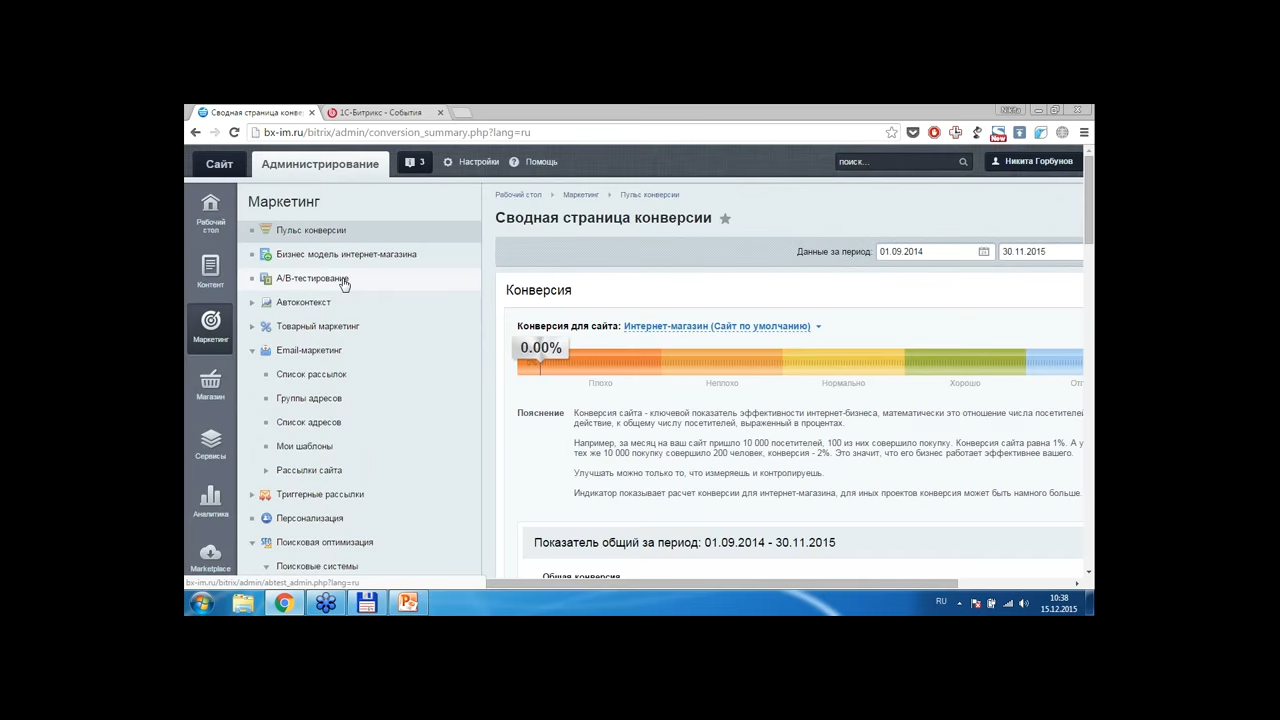 Сводная страница конве
1С-Битрикс - События
Nikita
bx-im.ru/bitrix/admin/conversion_summary.php?lang=ru
New
Сайт
Администрирование
3
Настройки
Помощь
поиск...
Никита Горбунов
Рабочий стол
Контент
Маркетинг
Магазин
Сервисы
Аналитика
Marketplace
Маркетинг
Пульс конверсии
Бизнес модель интернет-магазина
A/B-тестирование
Автоконтекст
Товарный маркетинг
Email-маркетинг
Список рассылок
Группы адресов
Список адресов
Мои шаблоны
Рассылки сайта
Триггерные рассылки
Персонализация
Поисковая оптимизация
Поисковые системы
Рабочий стол Маркетинг Пульс конверсии
Сводная страница конверсии
Данные за период: 01.09.2014 30.11.2015
Конверсия
Конверсия для сайта: Интернет-магазин (Сайт по умолчанию)
0.00%
Плохо Неплохо Нормально Хорошо Отл
Пояснение
Конверсия сайта - ключевой показатель эффективности интернет-бизнеса, математически это отношение числа посетителей
действие, к общему числу посетителей, выраженный в процентах.
Например, за месяц на ваш сайт пришло 10 000 посетителей, 100 из них совершило покупку. Конверсия сайта равна 1%. А у
тех же 10 000 покупку совершило 200 человек, конверсия - 2%. Это значит, что его бизнес работает эффективнее вашего.
Улучшать можно только то, что измеряешь и контролируешь.
Индикатор показывает расчет конверсии для интернет-магазина, для иных проектов конверсия может быть намного больше.
Показатель общий за период: 01.09.2014 - 30.11.2015
Общая конверсия
bx-im.ru/bitrix/admin/abtest_admin.php?lang=ru
RU
10:38
15.12.2015